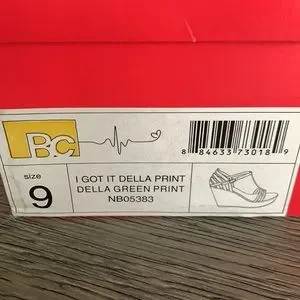 BC
8 84633 73018 9
size
9
I GOT IT DELLA PRINT
DELLA GREEN PRINT
NB05383